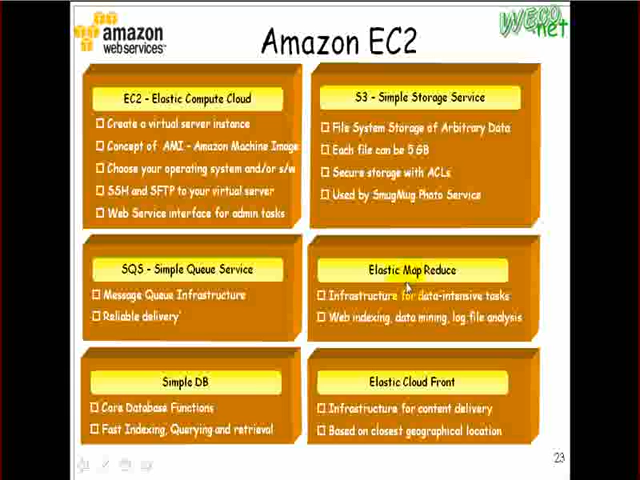 amazon
webservices™
Amazon EC2
WeCo
net
EC2 - Elastic Compute Cloud
Create a virtual server instance
Concept of AMI - Amazon Machine Image
Choose your operating system and/or s/w
SSH and SFTP to your virtual server
Web Service interface for admin tasks
S3 - Simple Storage Service
File System Storage of Arbitrary Data
Each file can be 5 GB
Secure storage with ACLs
Used by SmugMug Photo Service
SQS - Simple Queue Service
Message Queue Infrastructure
Reliable delivery'
Elastic Map Reduce
Infrastructure for data-intensive tasks
Web indexing, data mining, log file analysis
Simple DB
Core Database Functions
Fast Indexing, Querying and retrieval
Elastic Cloud Front
Infrastructure for content delivery
Based on closest geographical location
23